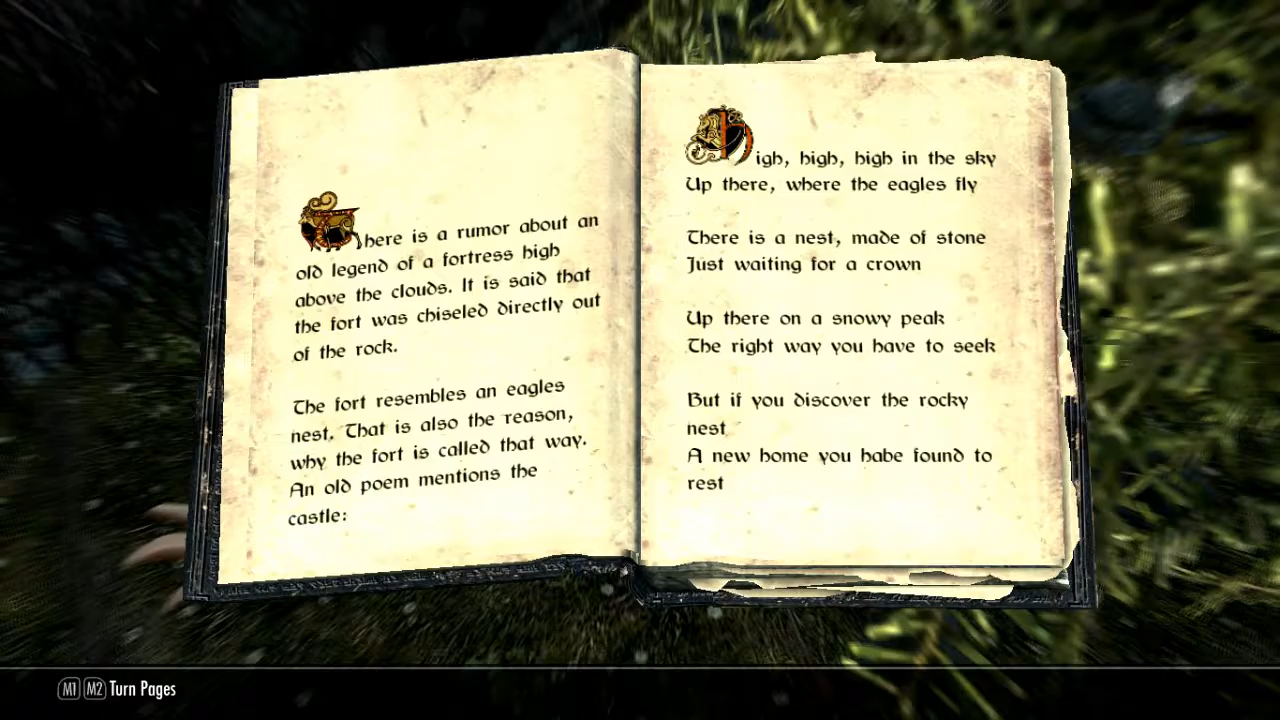 There is a rumor about an
old legend of a fortress high
above the clouds. It is said that
the fort was chiseled directly out
of the rock.
The fort resembles an eagles
nest. That is also the reason,
why the fort is called that way.
An old poem mentions the
castle:
High, high, high in the sky
Up there, where the eagles fly
There is a nest, made of stone
Just waiting for a crown
Up there on a snowy peak
The right way you have to seek
But if you discover the rocky
nest
A new home you habe found to
rest
M1 M2 Turn Pages